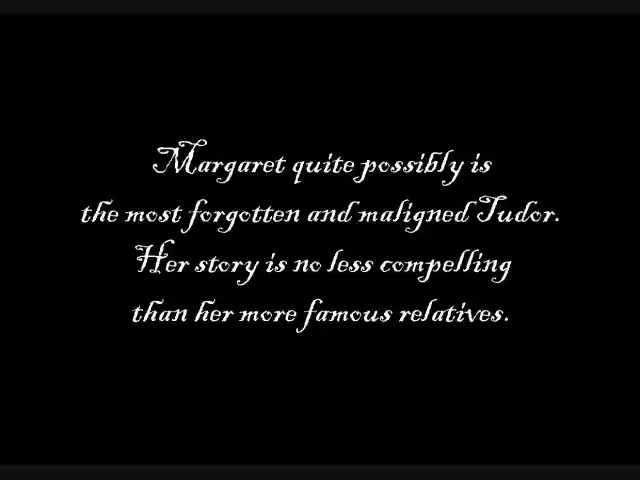 Margaret quite possibly is
the most forgotten and maligned Tudor.
Her story is no less compelling
than her more famous relatives.